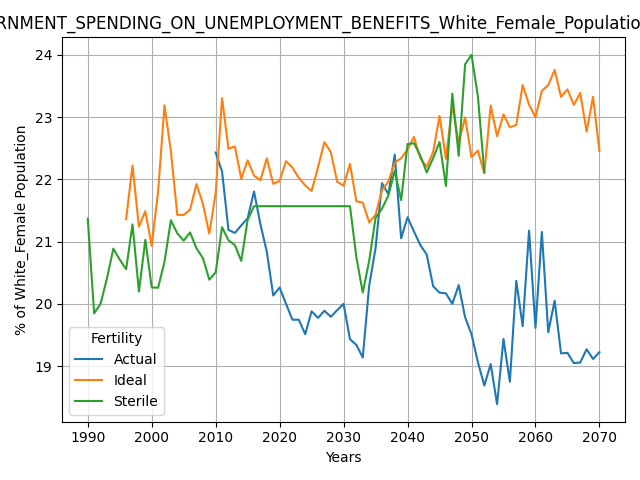 RNMENT_SPENDING_ON_UNEMPLOYMENT_BENEFITS_White_Female_Populatio
24
23
22
21
20
19
% of White_Female Population
Fertility
Actual
Ideal
Sterile
1990 2000 2010 2020 2030 2040 2050 2060 2070
Years